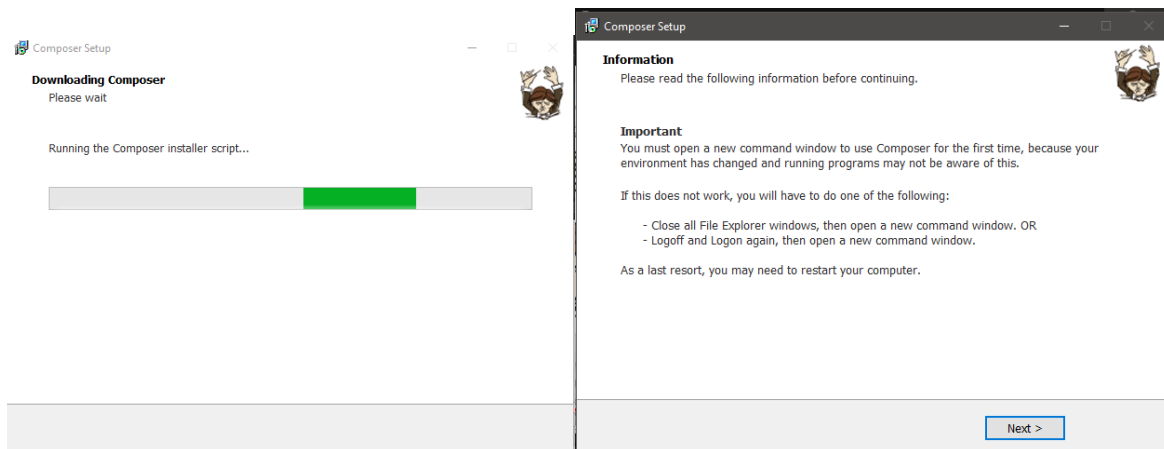 Composer Setup
Downloading Composer
Please wait
Running the Composer installer script...
Composer Setup
Information
Please read the following information before continuing.
Important
You must open a new command window to use Composer for the first time, because your
environment has changed and running programs may not be aware of this.
If this does not work, you will have to do one of the following:
- Close all File Explorer windows, then open a new command window. OR
- Logoff and Logon again, then open a new command window.
As a last resort, you may need to restart your computer.
Next >